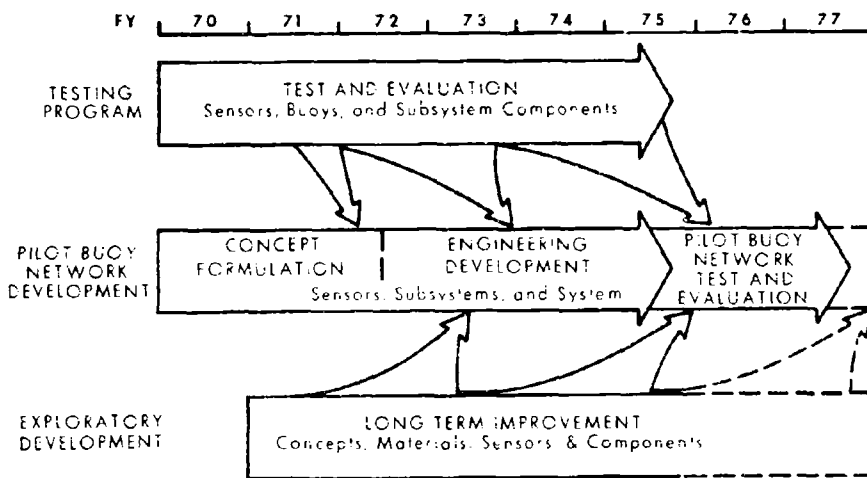 FY 70 71 72 73 74 75 76 77
TESTING
PROGRAM
TEST AND EVALUATION
Sensors, Buoys, and Subsystem Components
PILOT BUOY
NETWORK
DEVELOPMENT
CONCEPT
FORMULATION
ENGINEERING
DEVELOPMENT
Sensors, Subsystems, and System
PILOT BUOY
NETWORK
TEST AND
EVALUATION
EXPLORATORY
DEVELOPMENT
LONG TERM IMPROVEMENT
Concepts, Materials, Sensors, & Components